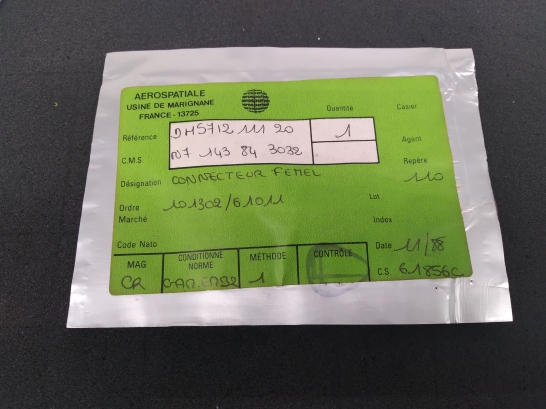 AEROSPATIALE
USINE DE MARIGNANE
FRANCE - 13725
Quantité
Casier
Référence DHS712 111 20 1
Agent
C.M.S. 143 84 3032
Repère
Désignation CONNECTEUR FEMEL 110
Ordre 101302/61011 Lot
Marché
Index
Code Nato Date 11/88
MAG CONDITIONNE MÉTHODE CONTRÔLE
NORME
CR 1 C.S. 61856C